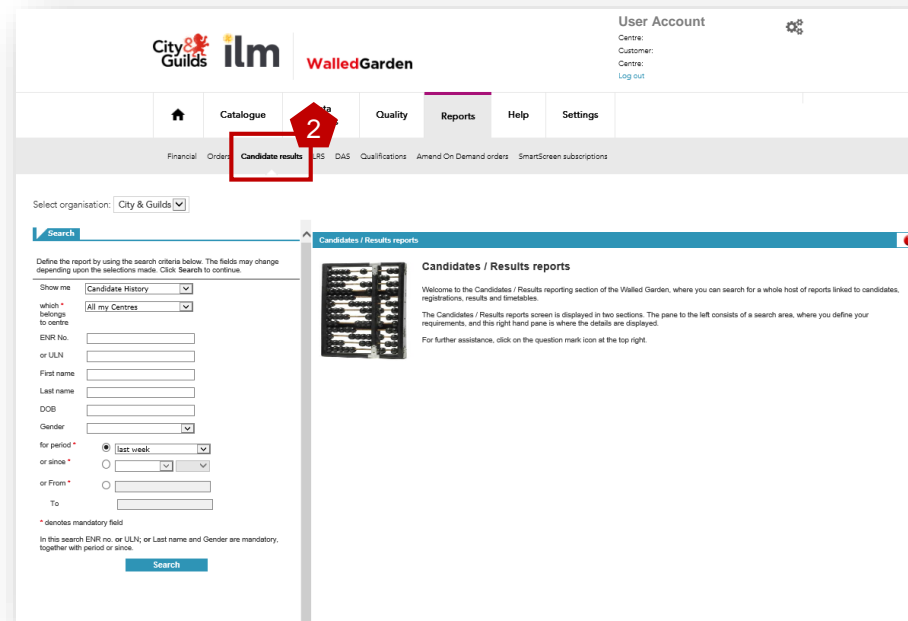 User Account
Centre:
Customer:
Centre:
Log out
City & Guilds
ilm
WalledGarden
Catalogue
2
Quality
Reports
Help
Settings
Financial Orders Candidate results LRS DAS Qualifications Amend On Demand orders SmartScreen subscriptions
Select organisation: City & Guilds
Search
Define the report by using the search criteria below. The fields may change
depending upon the selections made. Click Search to continue.
Show me Candidate History
which * All my Centres
belongs
to centre
ENR No.
or ULN
First name
Last name
DOB
Gender
for period * last week
or since *
or From *
To
* denotes mandatory field
In this search ENR no. or ULN; or Last name and Gender are mandatory,
together with period or since.
Search
Candidates / Results reports
Candidates / Results reports
Welcome to the Candidates / Results reporting section of the Walled Garden, where you can search for a whole host of reports linked to candidates,
registrations, results and timetables.
The Candidates / Results reports screen is displayed in two sections. The pane to the left consists of a search area, where you define your
requirements, and this right hand pane is where the details are displayed.
For further assistance, click on the question mark icon at the top right.